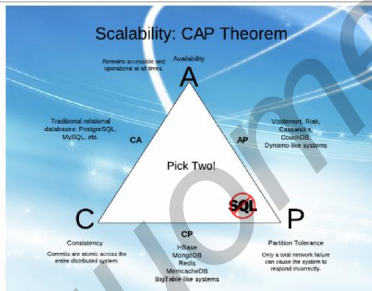 Scalability: CAP Theorem
Availability
Remains accessible and
operational at all times.
A
Traditional relational
databases: PostgreSQL,
MySQL, etc.
CA
AP
Voldemort, Riak,
Cassandra,
CouchDB,
Dynamo-like systems
Pick Two!
SQL
C
P
CP
Consistency
Commits are atomic across the
entire distributed system.
HBase
MongoDB
Redis
MemcacheDB
BigTable-like systems
Partition Tolerance
Only a total network failure
can cause the system to
respond incorrectly.